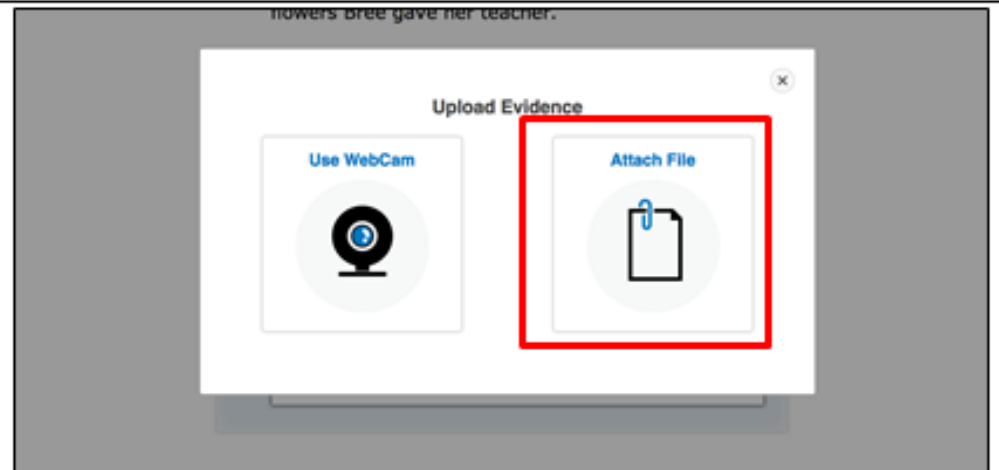 flowers Bree gave her teacher.
Upload Evidence
Use WebCam
Attach File